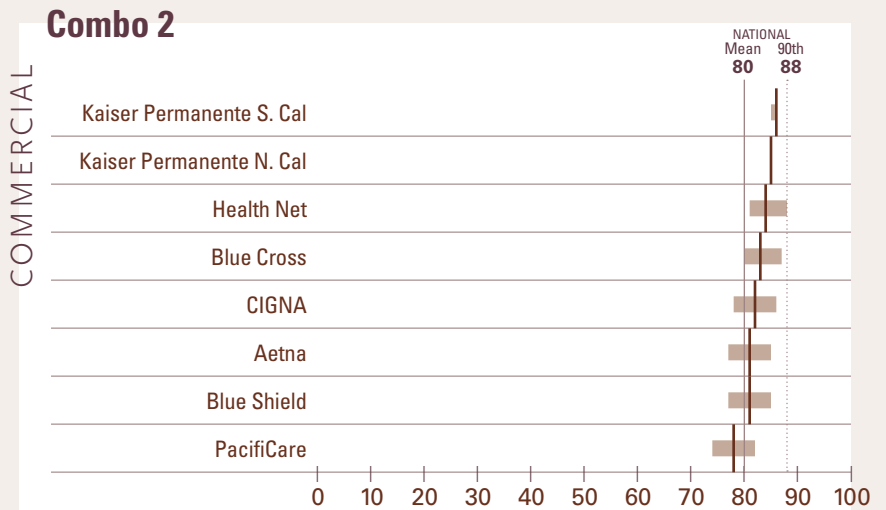 Combo 2
NATIONAL
Mean 90th
80 88
COMMERCIAL
Kaiser Permanente S. Cal
Kaiser Permanente N. Cal
Health Net
Blue Cross
CIGNA
Aetna
Blue Shield
PacifiCare
0 10 20 30 40 50 60 70 80 90 100